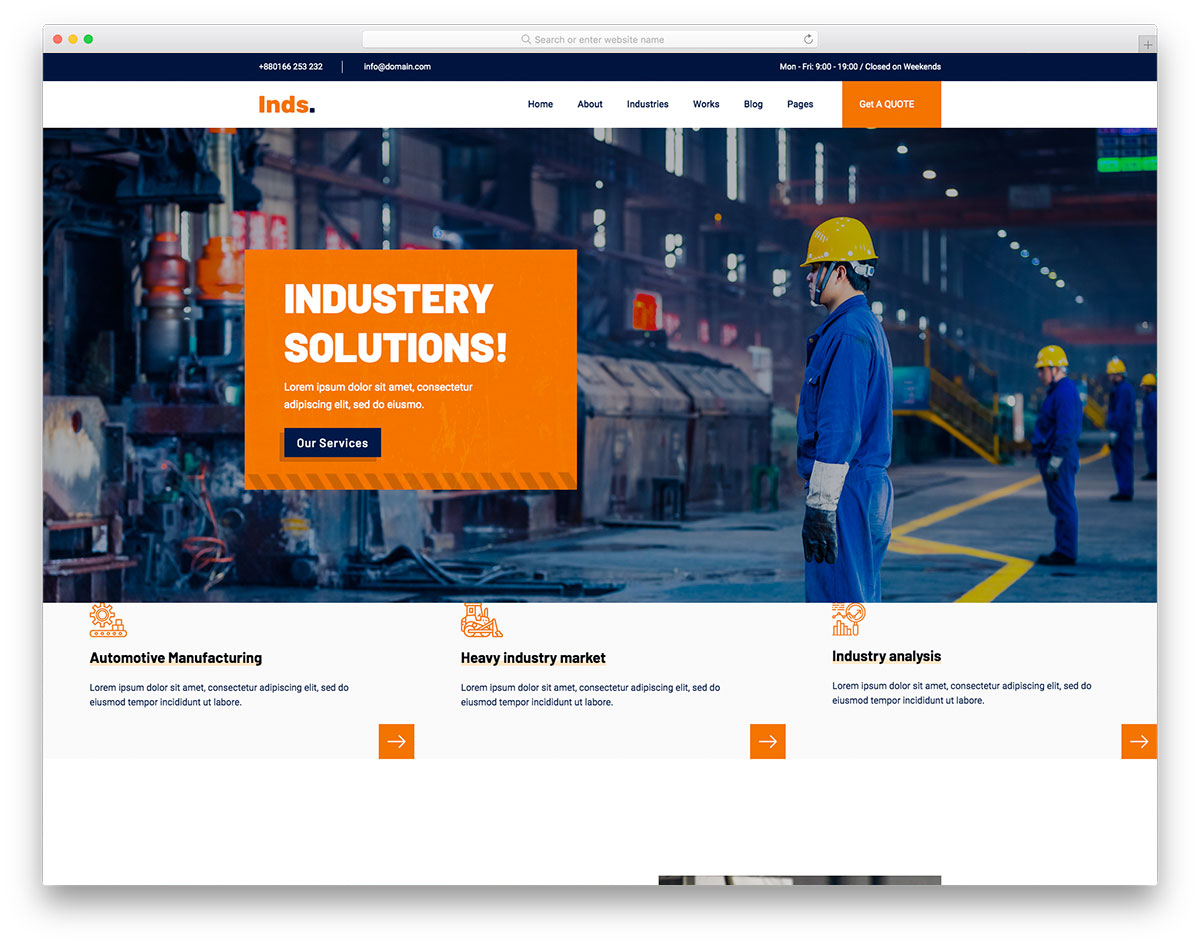 Search or enter website name
+880166 253 232
info@domain.com
Mon - Fri: 9:00 - 19:00 / Closed on Weekends
Inds.
Home
About
Industries
Works
Blog
Pages
Get A QUOTE
INDUSTERY
SOLUTIONS!
Lorem ipsum dolor sit amet, consectetur
adipiscing elit, sed do eiusmo.
Our Services
Automotive Manufacturing
Lorem ipsum dolor sit amet, consectetur adipiscing elit, sed do
eiusmod tempor incididunt ut labore.
Heavy industry market
Lorem ipsum dolor sit amet, consectetur adipiscing elit, sed do
eiusmod tempor incididunt ut labore.
Industry analysis
Lorem ipsum dolor sit amet, consectetur adipiscing elit, sed do
eiusmod tempor incididunt ut labore.